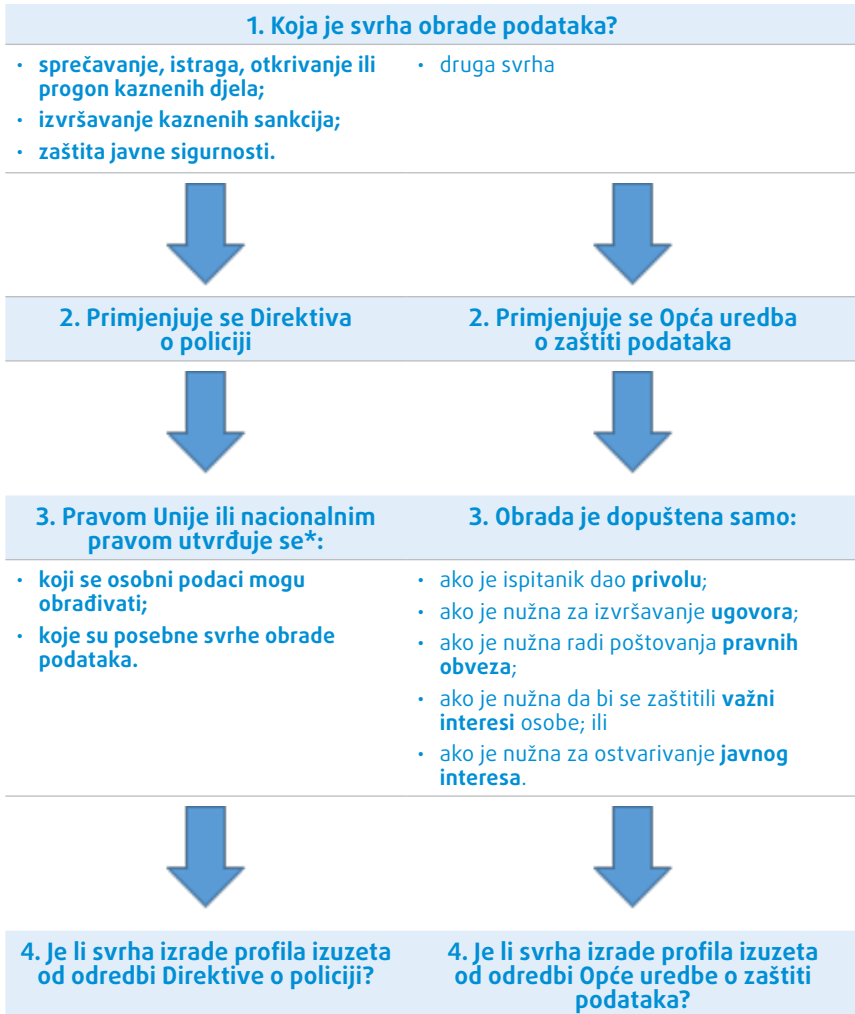 1. Koja je svrha obrade podataka?
• sprečavanje, istraga, otkrivanje ili
progon kaznenih djela;
• izvršavanje kaznenih sankcija;
• zaštita javne sigurnosti.
• druga svrha
2. Primjenjuje se Direktiva
o policiji
2. Primjenjuje se Opća uredba
o zaštiti podataka
3. Pravom Unije ili nacionalnim
pravom utvrđuje se*:
• koji se osobni podaci mogu
obrađivati;
• koje su posebne svrhe obrade
podataka.
3. Obrada je dopuštena samo:
• ako je ispitanik dao privolu;
• ako je nužna za izvršavanje ugovora;
• ako je nužna radi poštovanja pravnih
obveza;
• ako je nužna da bi se zaštitili važni
interesi osobe; ili
• ako je nužna za ostvarivanje javnog
interesa.
4. Je li svrha izrade profila izuzeta
od odredbi Direktive o policiji?
4. Je li svrha izrade profila izuzeta
od odredbi Opće uredbe o zaštiti
podataka?